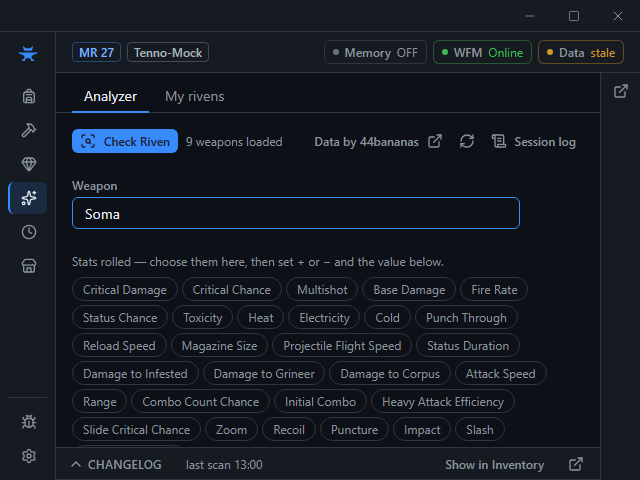 MR 27 Tenno-Mock Memory OFF WFM Online Data stale
Analyzer My rivens
Check Riven 9 weapons loaded Data by 44bananas Session log
Weapon
Soma
Stats rolled — choose them here, then set + or − and the value below.
Critical Damage Critical Chance Multishot Base Damage Fire Rate
Status Chance Toxicity Heat Electricity Cold Punch Through
Reload Speed Magazine Size Projectile Flight Speed Status Duration
Damage to Infested Damage to Grineer Damage to Corpus Attack Speed
Range Combo Count Chance Initial Combo Heavy Attack Efficiency
Slide Critical Chance Zoom Recoil Puncture Impact Slash
CHANGELOG last scan 13:00 Show in Inventory